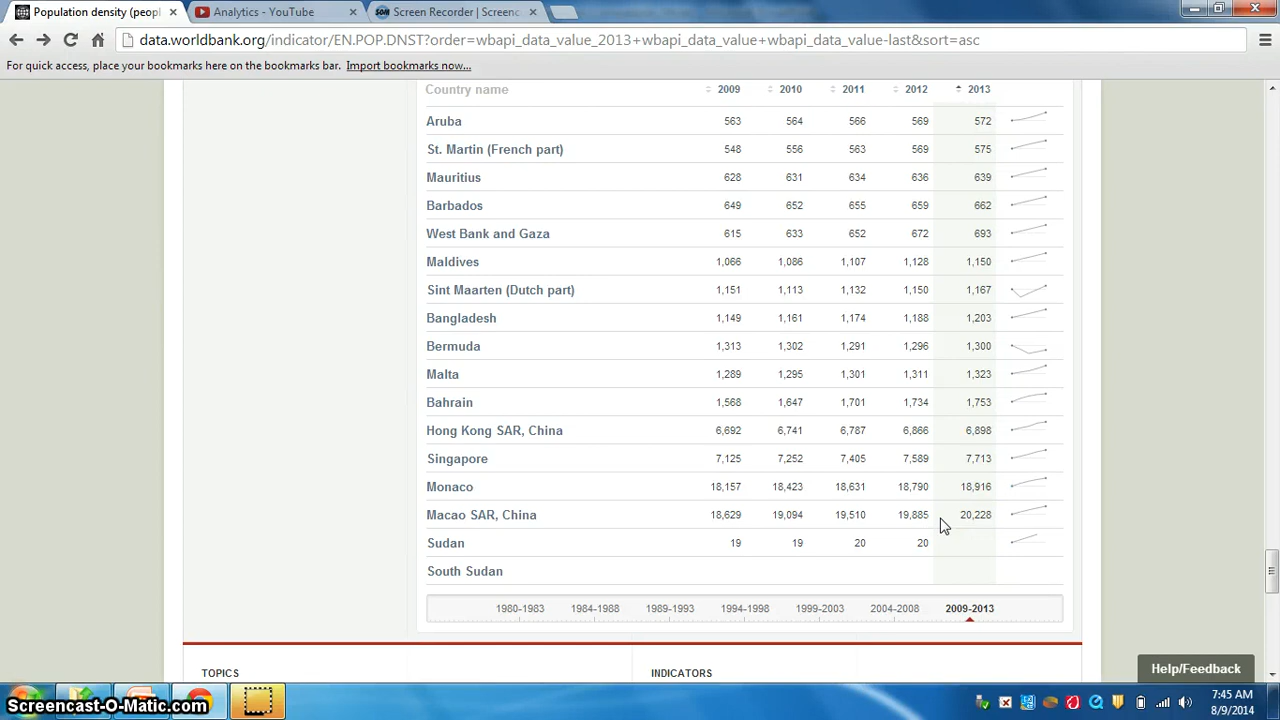 Population density (peopl
Analytics - YouTube
Screen Recorder | Screenc
data.worldbank.org/indicator/EN.POP.DNST?order=wbapi_data_value_2013+wbapi_data_value+wbapi_data_value-last&sort=asc
For quick access, place your bookmarks here on the bookmarks bar. Import bookmarks now...
Country name 2009 2010 2011 2012 2013
Aruba 563 564 566 569 572
St. Martin (French part) 548 556 563 569 575
Mauritius 628 631 634 636 639
Barbados 649 652 655 659 662
West Bank and Gaza 615 633 652 672 693
Maldives 1,066 1,086 1,107 1,128 1,150
Sint Maarten (Dutch part) 1,151 1,113 1,132 1,150 1,167
Bangladesh 1,149 1,161 1,174 1,188 1,203
Bermuda 1,313 1,302 1,291 1,296 1,300
Malta 1,289 1,295 1,301 1,311 1,323
Bahrain 1,568 1,647 1,701 1,734 1,753
Hong Kong SAR, China 6,692 6,741 6,787 6,866 6,898
Singapore 7,125 7,252 7,405 7,589 7,713
Monaco 18,157 18,423 18,631 18,790 18,916
Macao SAR, China 18,629 19,094 19,510 19,885 20,228
Sudan 19 19 20 20
South Sudan
1980-1983 1984-1988 1989-1993 1994-1998 1999-2003 2004-2008 2009-2013
TOPICS INDICATORS
Help/Feedback
Screencast-O-Matic.com
7:45 AM
8/9/2014